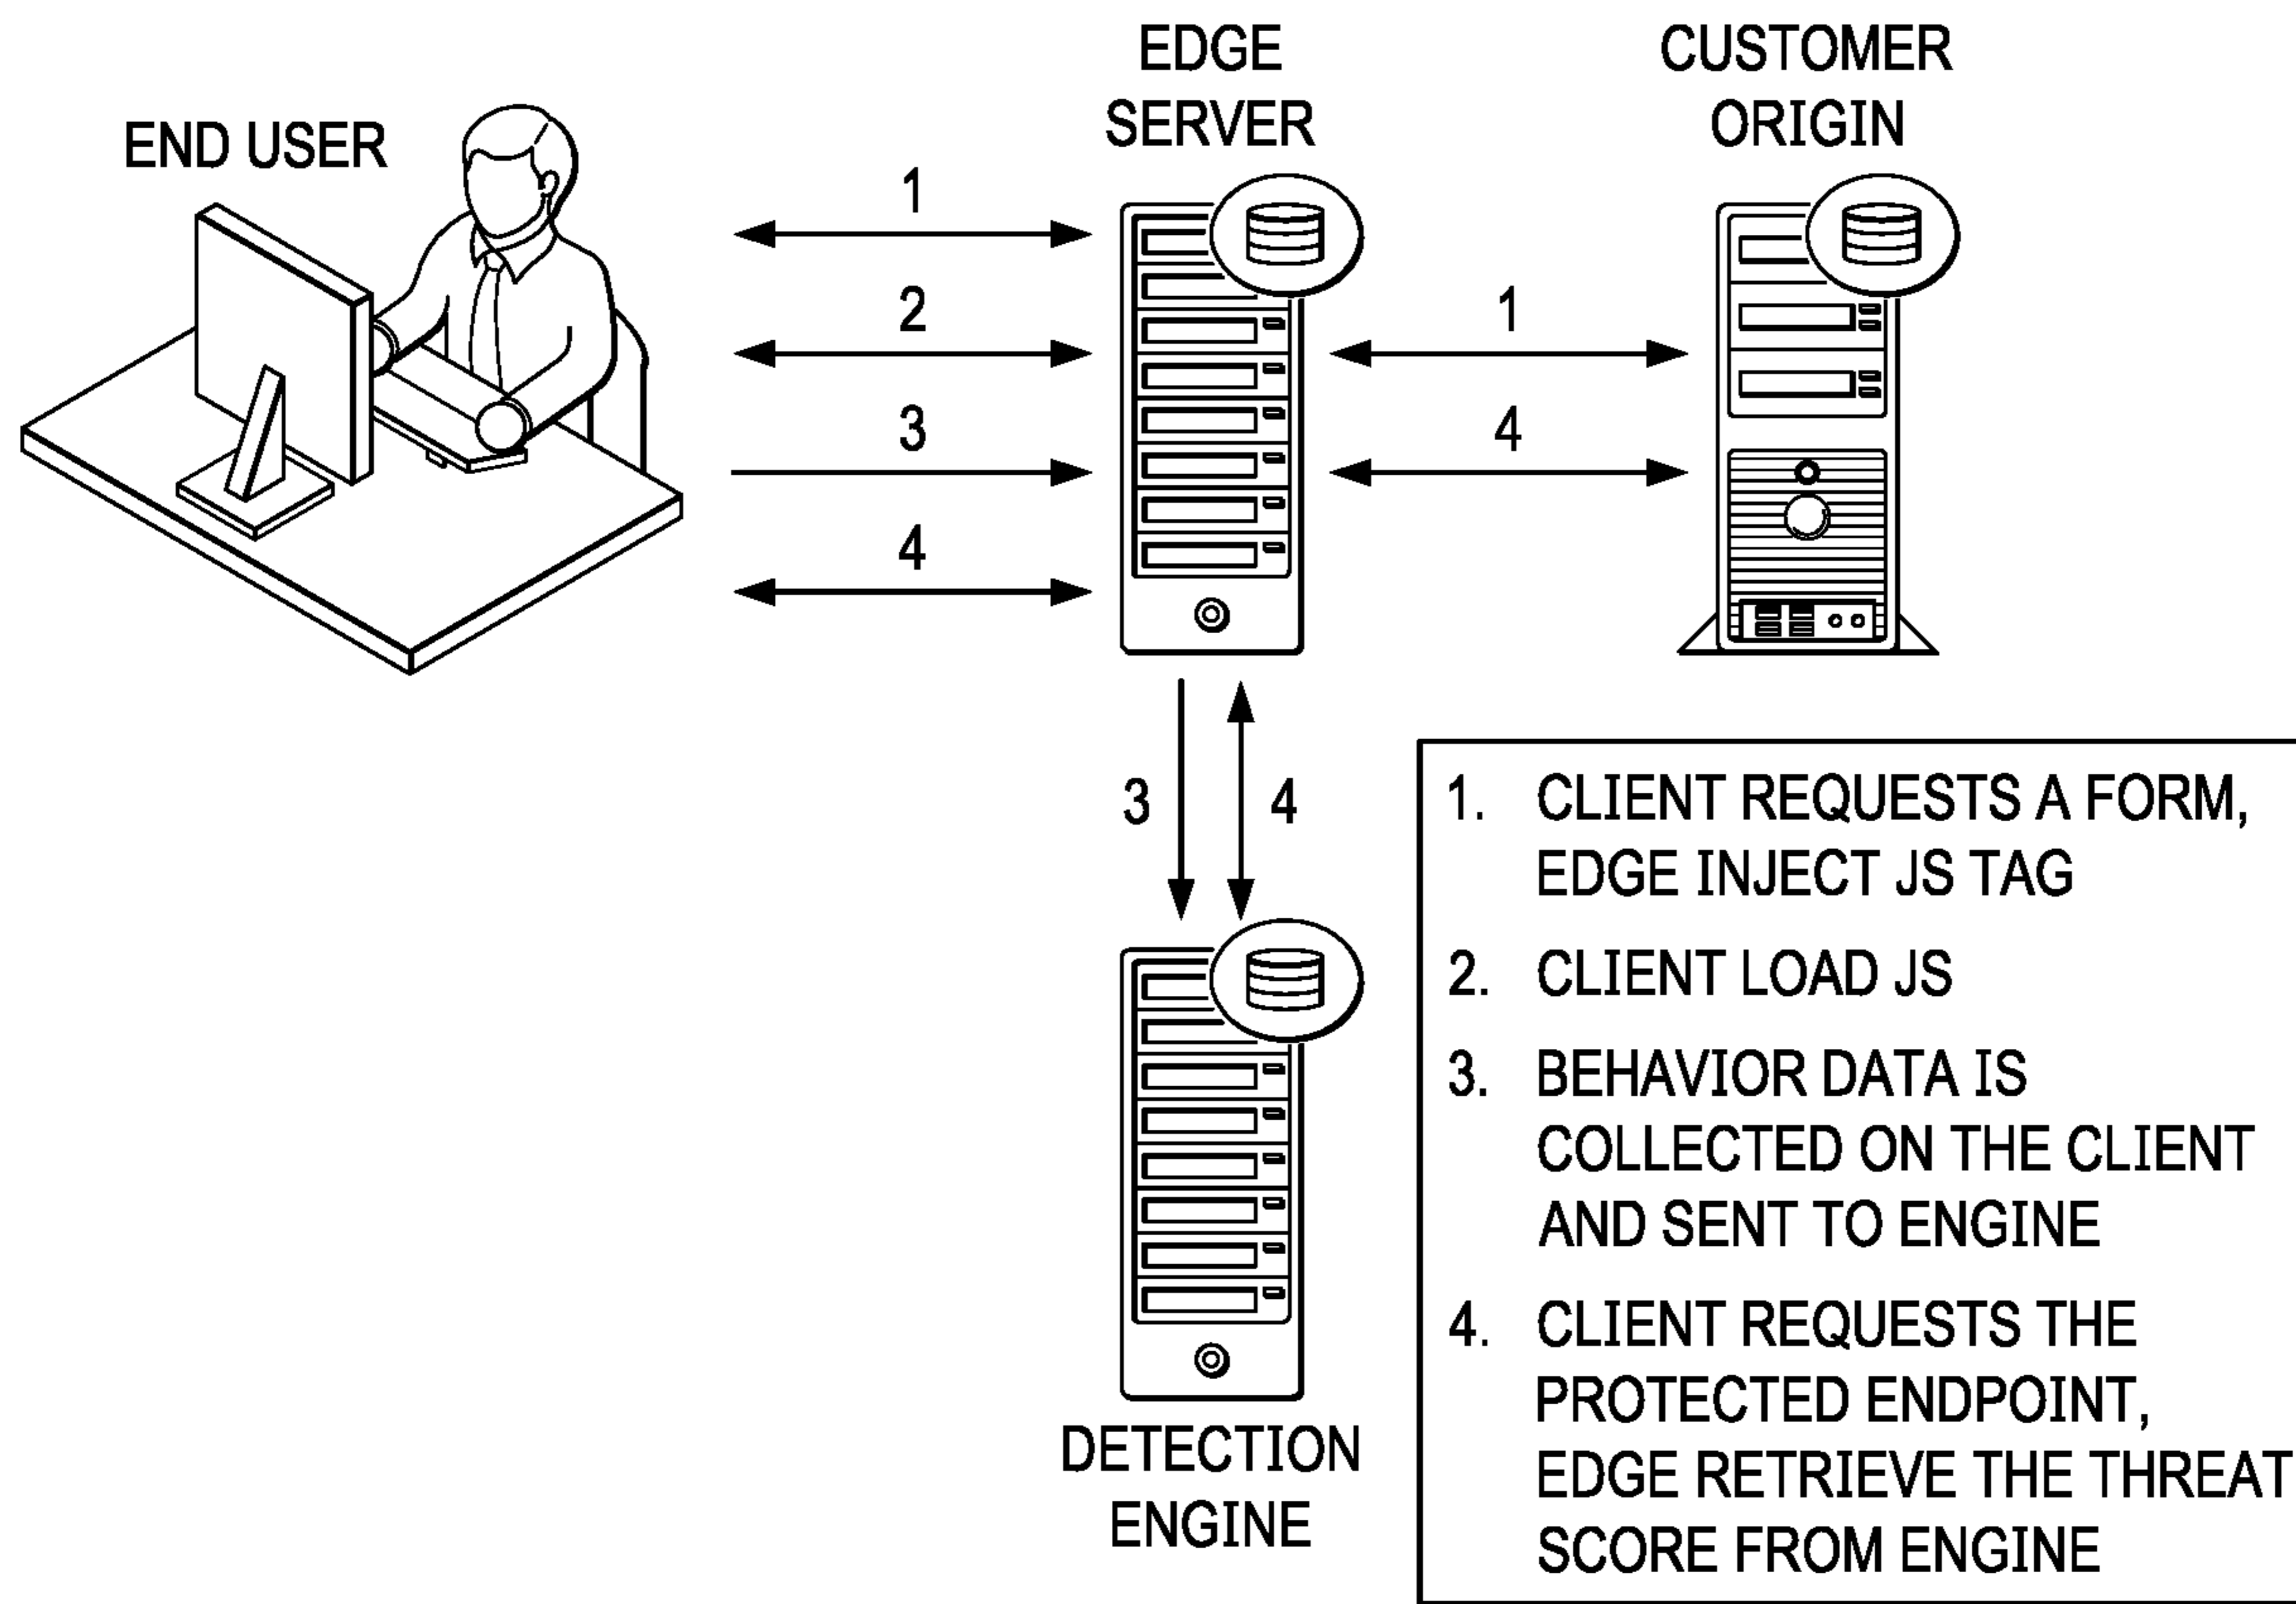 END USER
EDGE
SERVER
CUSTOMER
ORIGIN
1
2
3
4
1
4
3
4
DETECTION
ENGINE
1. CLIENT REQUESTS A FORM,
EDGE INJECT JS TAG
2. CLIENT LOAD JS
3. BEHAVIOR DATA IS
COLLECTED ON THE CLIENT
AND SENT TO ENGINE
4. CLIENT REQUESTS THE
PROTECTED ENDPOINT,
EDGE RETRIEVE THE THREAT
SCORE FROM ENGINE